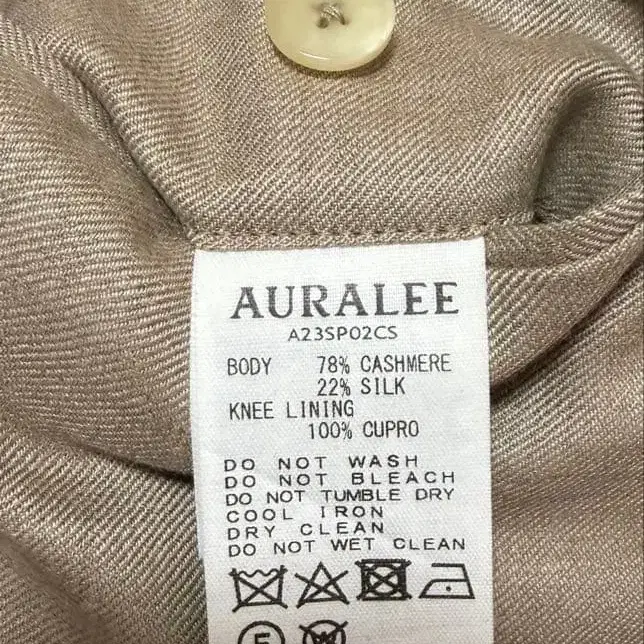 AURALEE
A23SP02CS
BODY 78% CASHMERE
22% SILK
KNEE LINING
100% CUPRO
DO NOT WASH
DO NOT BLEACH
DO NOT TUMBLE DRY
COOL IRON
DRY CLEAN
DO NOT WET CLEAN
F